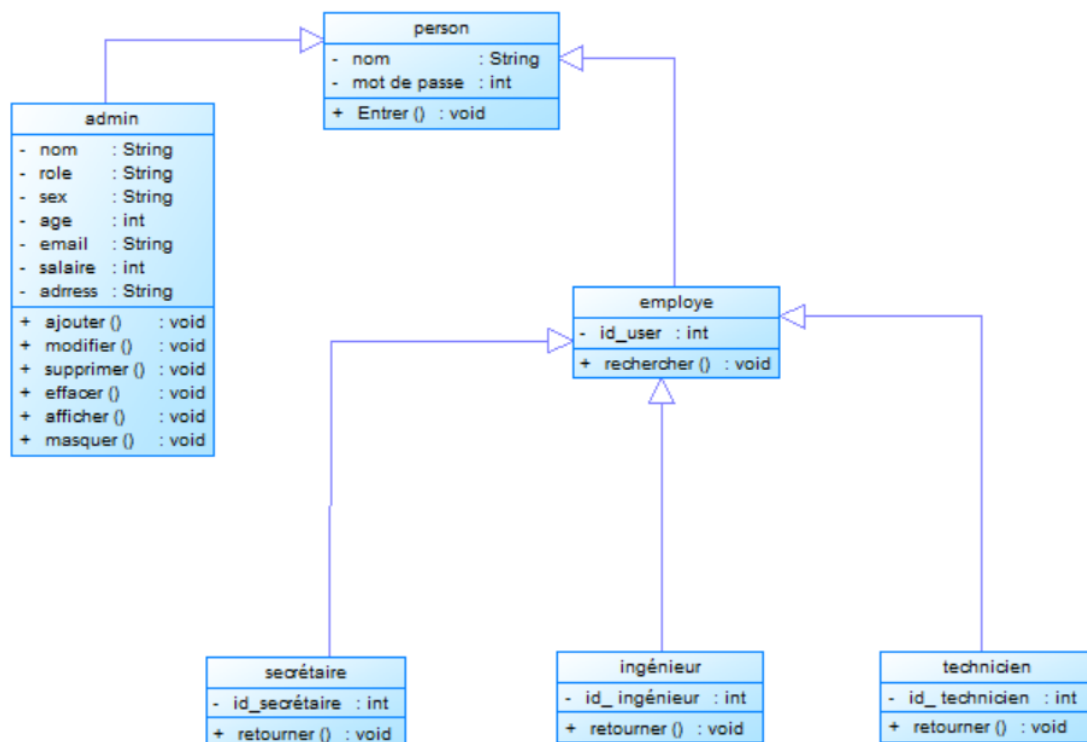 person
- nom : String
- mot de passe : int
+ Entrer () : void
admin
- nom : String
- role : String
- sex : String
- age : int
- email : String
- salaire : int
- adrress : String
+ ajouter () : void
+ modifier () : void
+ supprimer () : void
+ effacer () : void
+ afficher () : void
+ masquer () : void
employe
- id_user : int
+ rechercher () : void
secrétaire
- id_secrétaire : int
+ retourner () : void
ingénieur
- id_ ingénieur : int
+ retourner () : void
technicien
- id_ technicien : int
+ retourner () : void